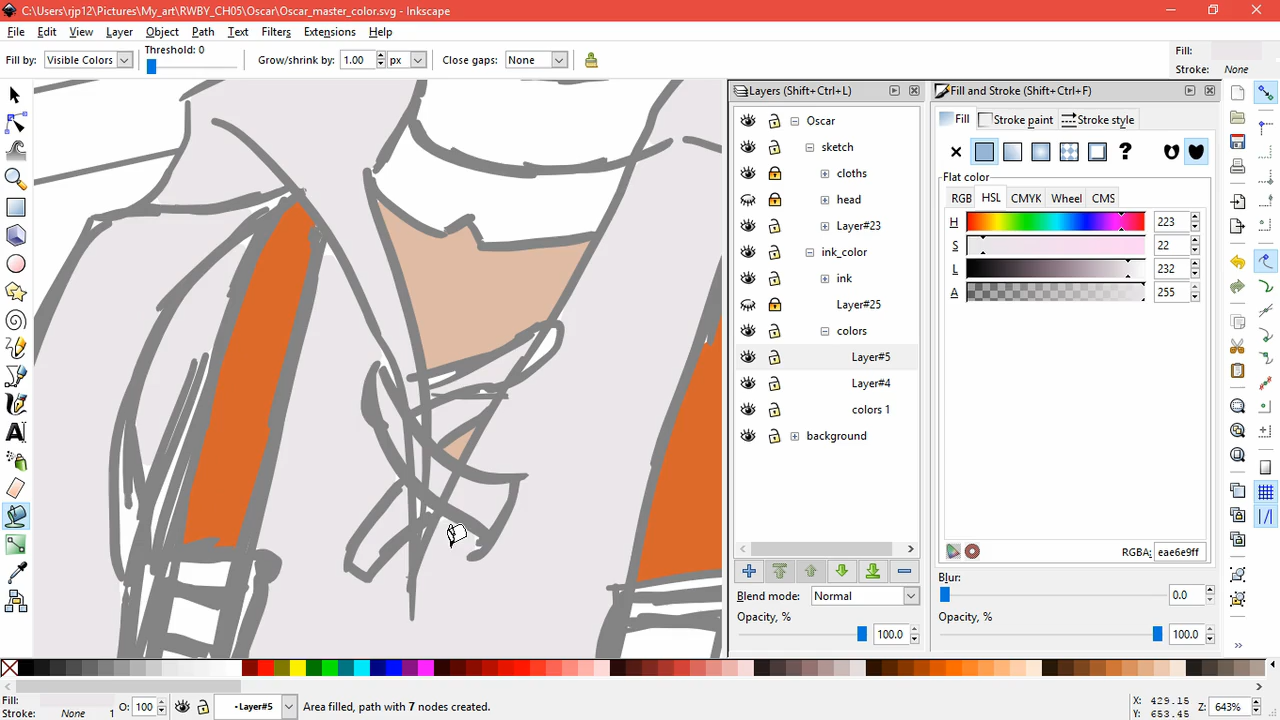 C:\Users\rjp12\Pictures\My_art\RWBY_CH05\Oscar\Oscar_master_color.svg - Inkscape
File Edit View Layer Object Path Text Filters Extensions Help
Fill by: Visible Colors Threshold: 0 Grow/shrink by: 1.00 px Close gaps: None Fill:
Stroke: None
Layers (Shift+Ctrl+L) Fill and Stroke (Shift+Ctrl+F)
Oscar
sketch
cloths
head
Layer#23
ink_color
ink
Layer#25
colors
Layer#5
Layer#4
colors 1
background
Blend mode: Normal
Opacity, % 100.0
Fill Stroke paint Stroke style
?
Flat color
RGB HSL CMYK Wheel CMS
H 223
S 22
L 232
A 255
RGBA: eae6e9ff
Blur: 0.0
Opacity, % 100.0
Fill:
Stroke: None 1 O: 100 •Layer#5 Area filled, path with 7 nodes created. X: 429.15 Y: 653.45 Z: 643%